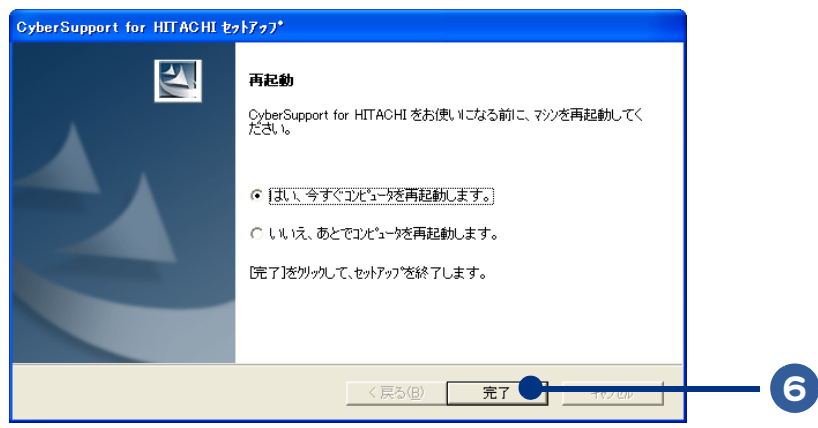 CyberSupport for HITACHI ｾｯﾄｱｯﾌﾟ
再起動
CyberSupport for HITACHI をお使いになる前に、ﾏｼﾝを再起動してく
ださい。
はい、今すぐｺﾝﾋﾟｭｰﾀを再起動します。
いいえ、あとでｺﾝﾋﾟｭｰﾀを再起動します。
[完了]をｸﾘｯｸして、ｾｯﾄｱｯﾌﾟを終了します。
< 戻る(B) 完了 ｷｬﾝｾﾙ
6